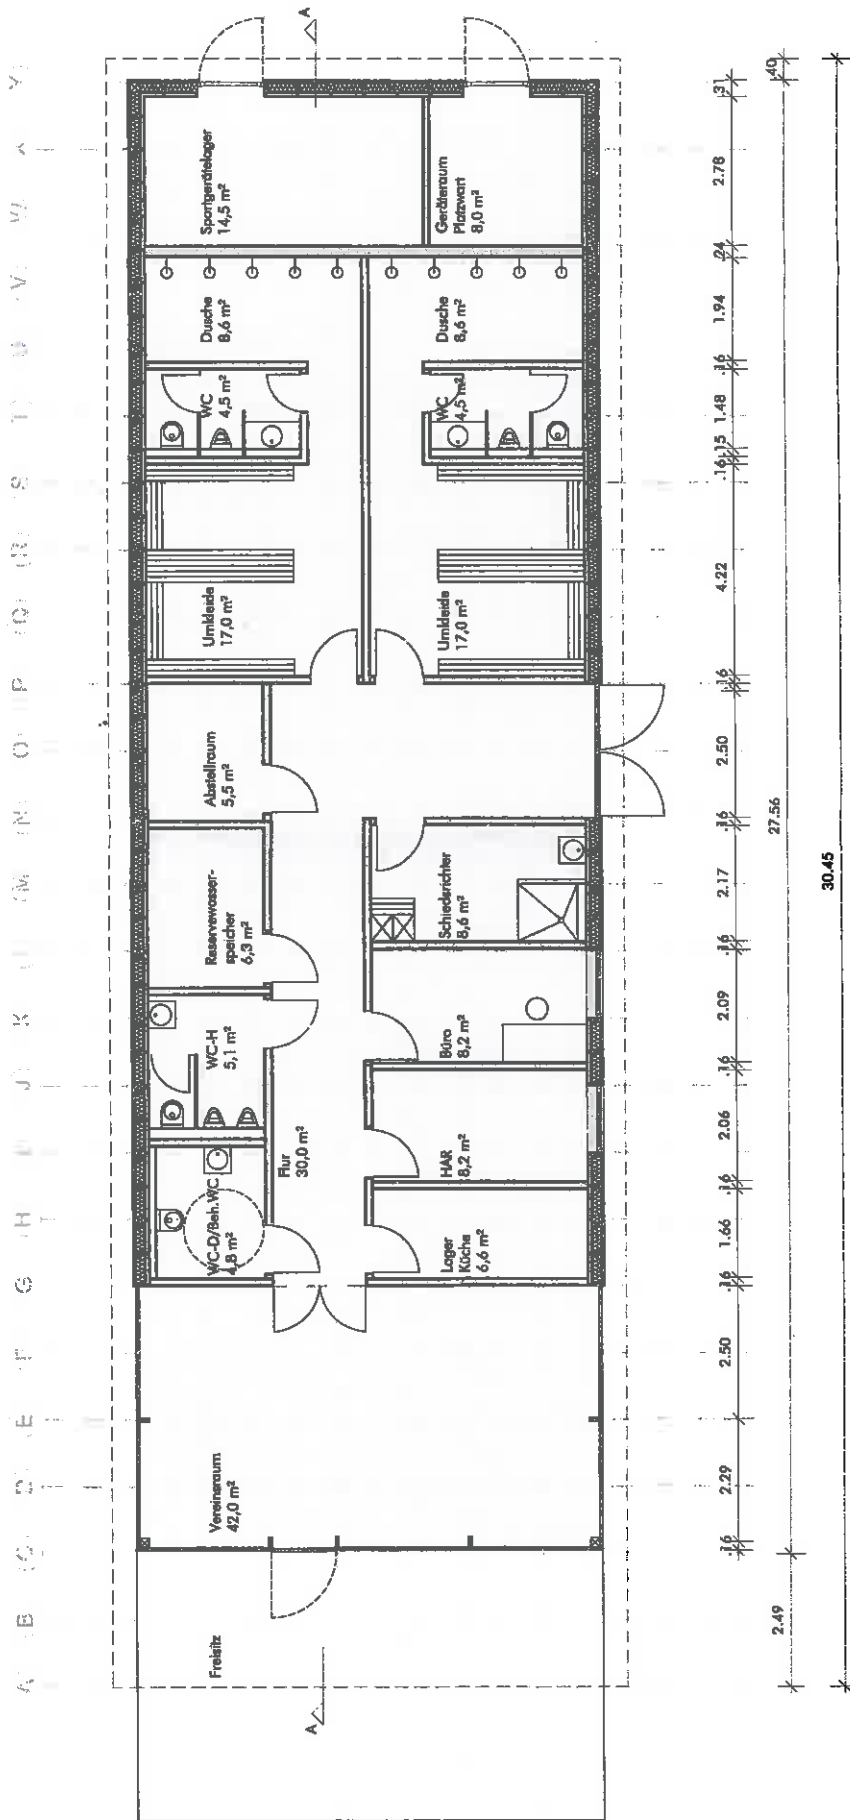 A
Sportgerätelager
14,5 m²
Geräteraum
Platzwart
8,0 m²
Dusche
8,6 m²
Dusche
8,6 m²
WC
4,5 m²
WC
4,5 m²
Umkleide
17,0 m²
Umkleide
17,0 m²
Abstellraum
5,5 m²
Reservewasser-
speicher
6,3 m²
Schiedsrichter
8,6 m²
WC-H
5,1 m²
Büro
8,2 m²
Flur
30,0 m²
HAR
8,2 m²
WC-D/Beh.WC
4,8 m²
Lager
Küche
6,6 m²
Vereinsraum
42,0 m²
Freisitz
A
.16 2.29 2.50 .16 1.66 .16 2.06 .16 2.09 .16 2.17 .16 2.50 .16 4.22 .16 .15 1.48 .16 1.94 .24 2.78 .31
2.49 27.56 .40
30.45